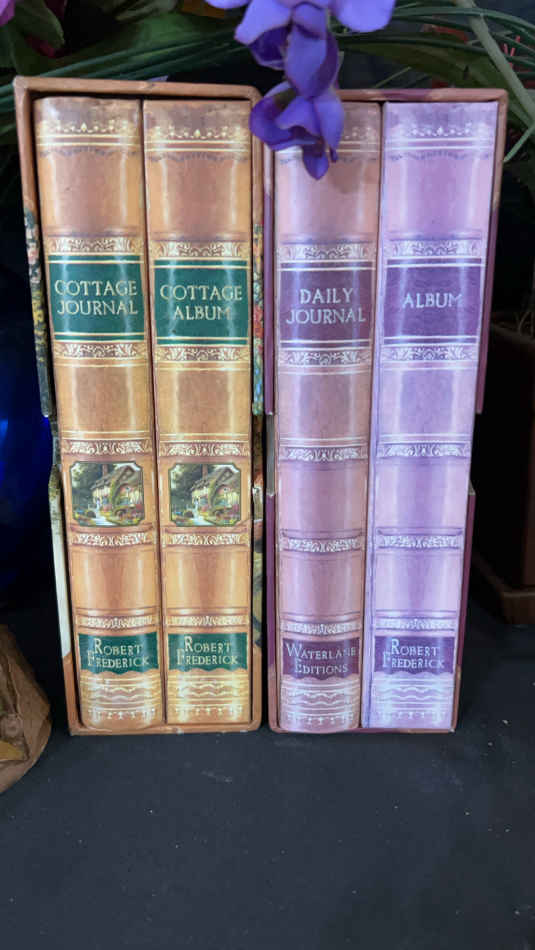 COTTAGE
JOURNAL
ROBERT
FREDERICK
COTTAGE
ALBUM
ROBERT
FREDERICK
DAILY
JOURNAL
WATERLANE
EDITIONS
ALBUM
ROBERT
FREDERICK